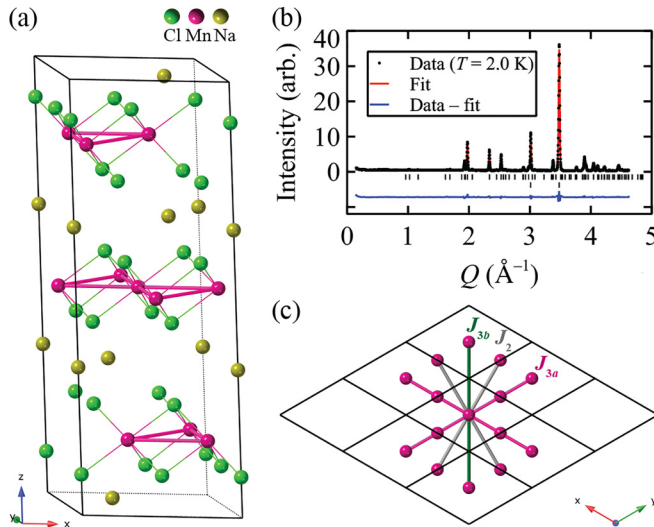 (a)
Cl Mn Na
z
y
x
(b)
Intensity (arb.)
40
30
20
10
0
Data (T = 2.0 K)
Fit
Data – fit
0 1 2 3 4 5
Q (Å⁻¹)
(c)
J3b
J2
J3a
x
y